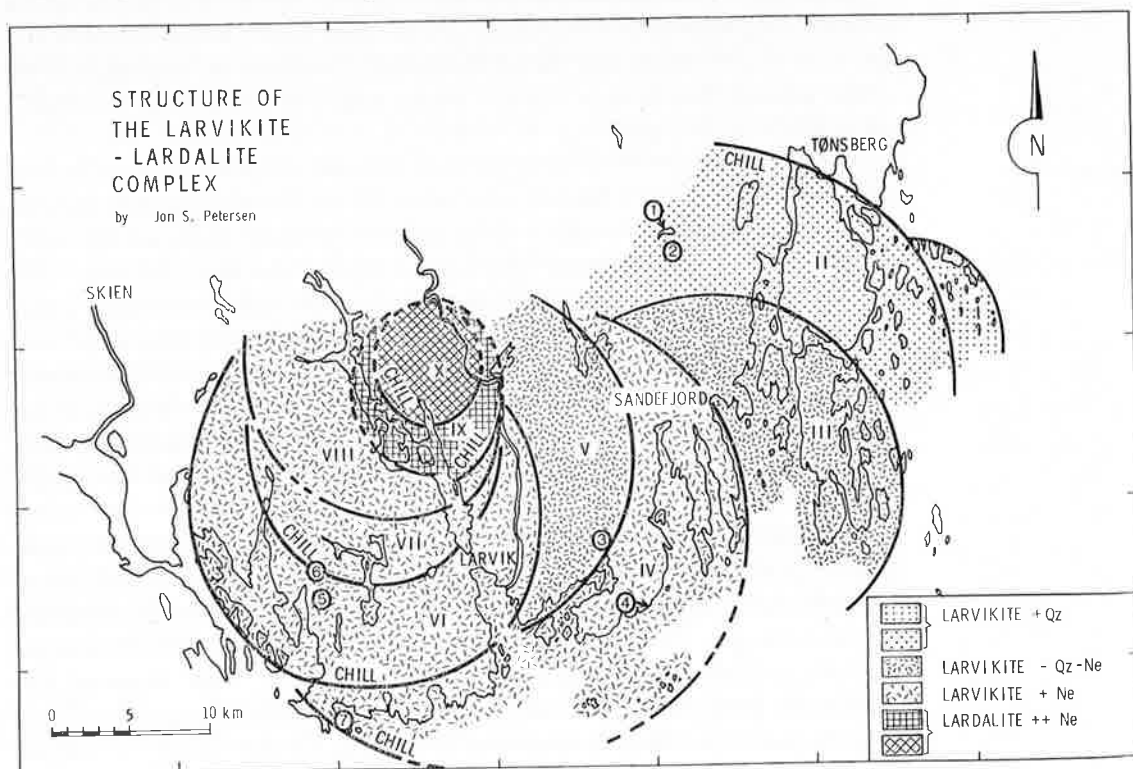 STRUCTURE OF
THE LARVIKITE
- LARDALITE
COMPLEX
by Jon S. Petersen
N
TØNSBERG
CHILL
1
2
II
SKIEN
X
CHILL
SANDEFJORD
IX
CHILL
VIII
V
III
CHILL
VII
LARVIK
3
6
5
IV
4
VI
CHILL
7
CHILL
0 5 10 km
LARVIKITE + Qz
LARVIKITE - Qz-Ne
LARVIKITE + Ne
LARDALITE ++ Ne